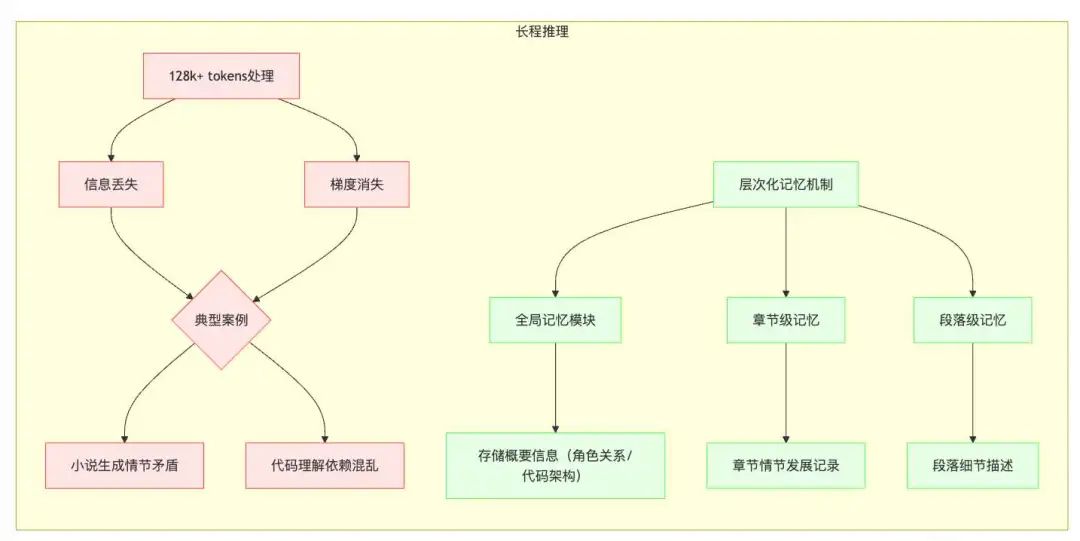 长程推理
128k+ tokens处理
信息丢失
梯度消失
层次化记忆机制
典型案例
全局记忆模块
章节级记忆
段落级记忆
小说生成情节矛盾
代码理解依赖混乱
存储概要信息（角色关系/
代码架构）
章节情节发展记录
段落细节描述